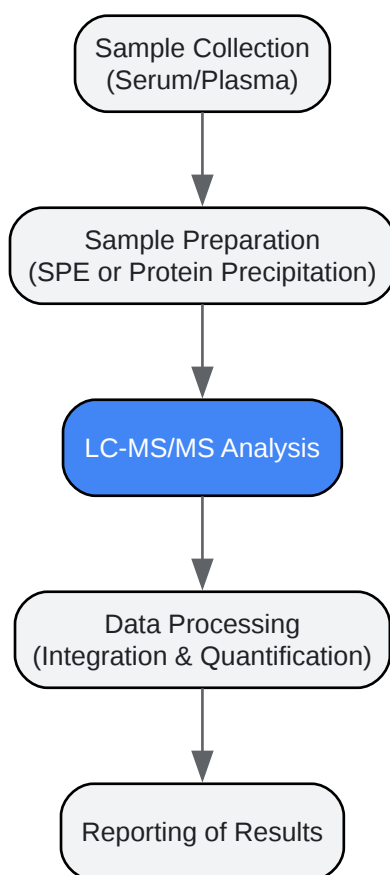 Sample Collection
(Serum/Plasma)
Sample Preparation
(SPE or Protein Precipitation)
LC-MS/MS Analysis
Data Processing
(Integration & Quantification)
Reporting of Results